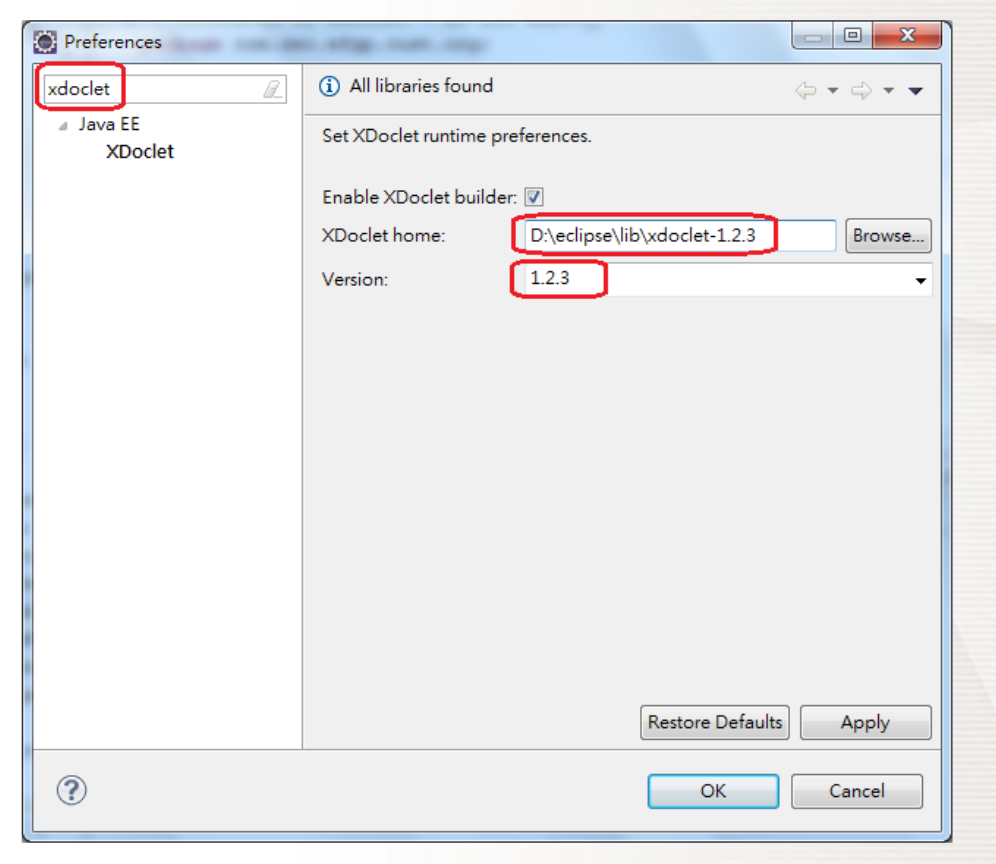 Preferences
xdoclet
Java EE
XDoclet
All libraries found
Set XDoclet runtime preferences.
Enable XDoclet builder:
XDoclet home: D:\eclipse\lib\xdoclet-1.2.3 Browse...
Version: 1.2.3
Restore Defaults Apply
? OK Cancel